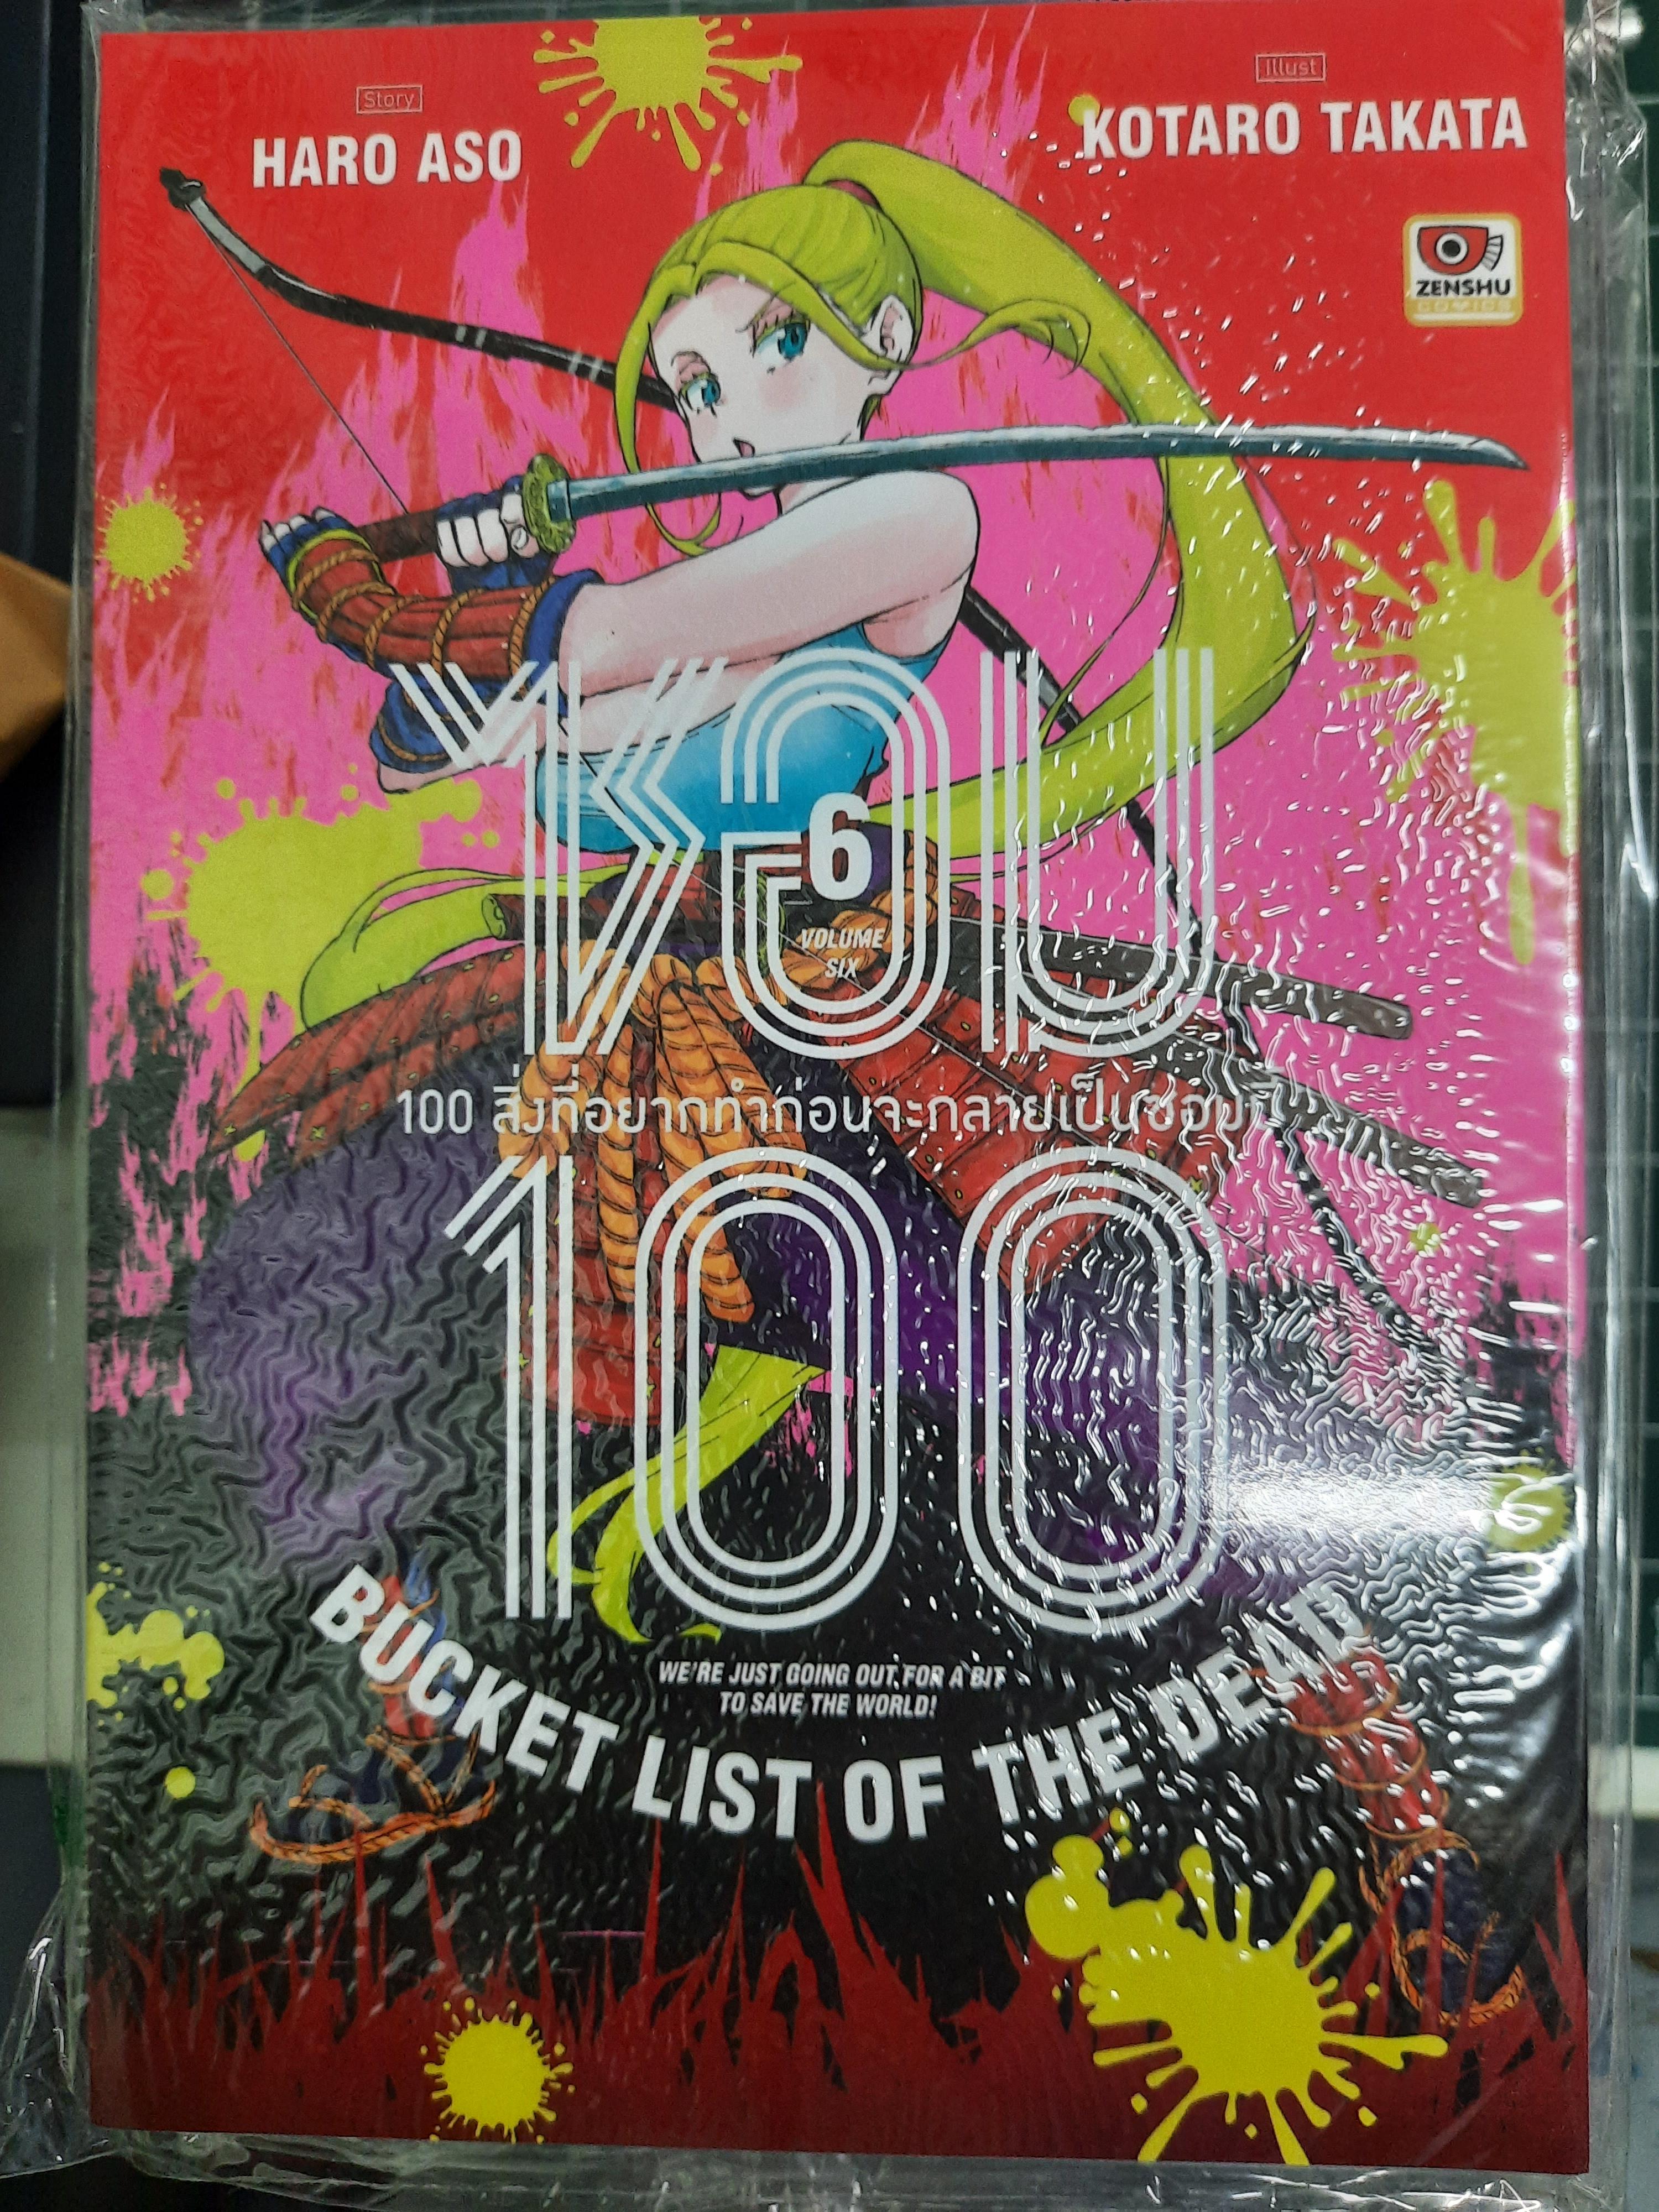 Story
HARO ASO
Illust
KOTARO TAKATA
ZENSHU
COMICS
ซอม
6
VOLUME
SIX
100 สิ่งที่อยากทำก่อนจะกลายเป็นซอมบี้
100
BUCKET LIST OF THE DEAD
WE'RE JUST GOING OUT FOR A BIT
TO SAVE THE WORLD!